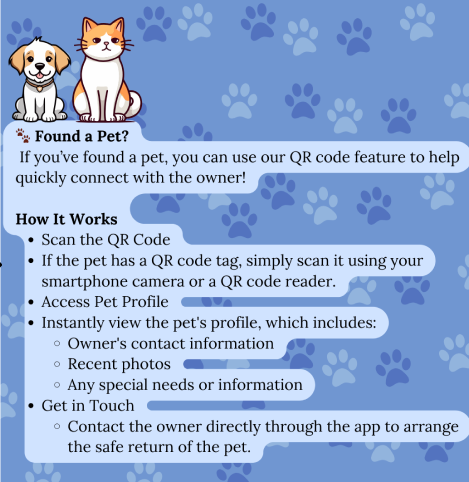 🐾 Found a Pet?
If you’ve found a pet, you can use our QR code feature to help
quickly connect with the owner!
How It Works
• Scan the QR Code
• If the pet has a QR code tag, simply scan it using your
smartphone camera or a QR code reader.
• Access Pet Profile
• Instantly view the pet's profile, which includes:
◦ Owner's contact information
◦ Recent photos
◦ Any special needs or information
• Get in Touch
◦ Contact the owner directly through the app to arrange
the safe return of the pet.